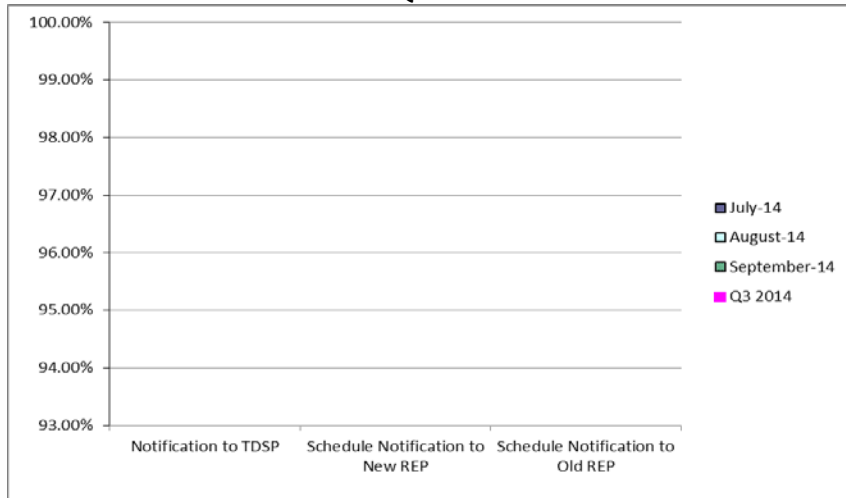 100.00%
99.00%
98.00%
97.00%
96.00%
95.00%
94.00%
93.00%
Notification to TDSP
Schedule Notification to
New REP
Schedule Notification to
Old REP
July-14
August-14
September-14
Q3 2014